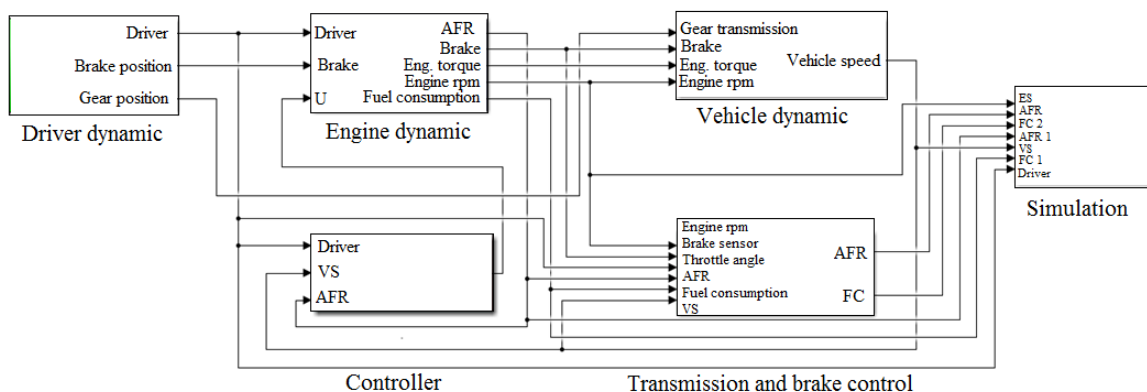 Driver
Brake position
Gear position
Driver dynamic
Driver
Brake
U
AFR
Brake
Eng. torque
Engine rpm
Fuel consumption
Engine dynamic
Gear transmission
Brake
Eng. torque
Engine rpm
Vehicle speed
Vehicle dynamic
ES
AFR
FC 2
AFR 1
VS
FC 1
Driver
Simulation
Driver
VS
AFR
Controller
Engine rpm
Brake sensor
Throttle angle
AFR
Fuel consumption
VS
AFR
FC
Transmission and brake control